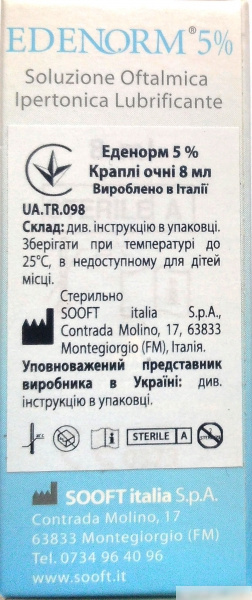 EDENORM® 5%
Soluzione Oftalmica
Ipertonica Lubrificante
Еденорм 5 %
Краплі очні 8 мл
Вироблено в Італії
UA.TR.098
Склад: див. інструкцію в упаковці.
Зберігати при температурі до
25°С, в недоступному для дітей
місці.
Стерильно
SOOFT italia S.p.A.,
Contrada Molino, 17, 63833
Montegiorgio (FM), Італія.
Уповноважений представник
виробника в Україні: див.
інструкцію в упаковці.
STERILE A
SOOFT italia S.p.A.
Contrada Molino, 17
63833 Montegiorgio (FM)
Tel. 0734 96 40 96
www.sooft.it